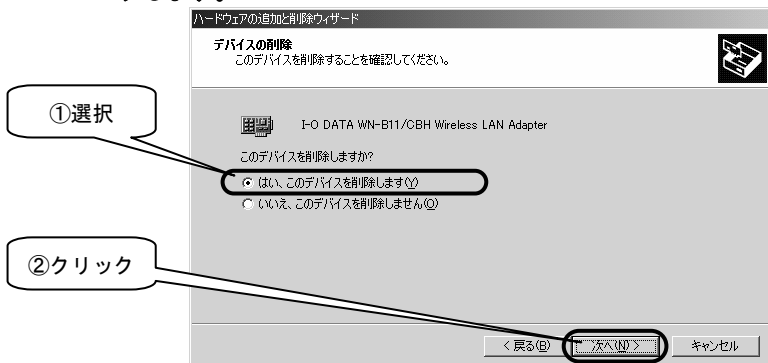 ハードウェアの追加と削除ウィザード
デバイスの削除
このデバイスを削除することを確認してください。
①選択
I-O DATA WN-B11/CBH Wireless LAN Adapter
このデバイスを削除しますか?
はい、このデバイスを削除します(Y)
いいえ、このデバイスを削除しません(O)
②クリック
< 戻る(B) 次へ(N) > キャンセル